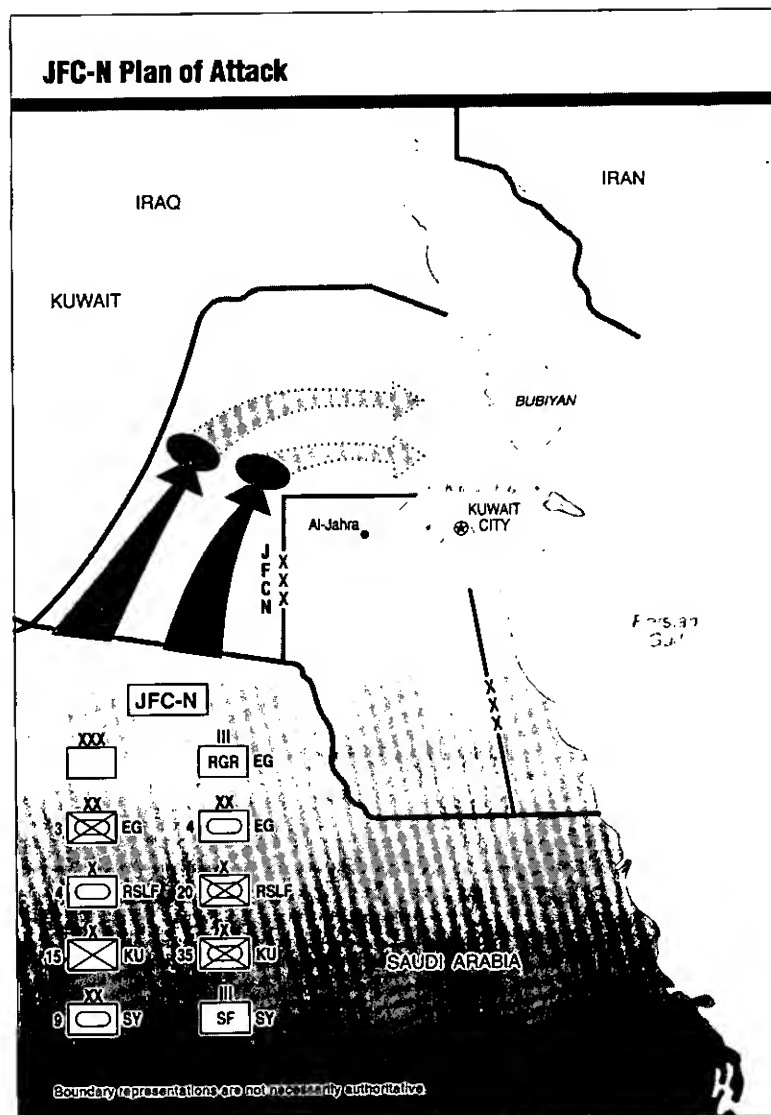 JFC-N Plan of Attack
IRAQ
IRAN
KUWAIT
BUBIYAN
KUWAIT
CITY
Al-Jahra
JFCN
XXX
XXX
JFC-N
XXX
III
RGR EG
XX
3 EG
XX
4 EG
X
4 RSLF
X
20 RSLF
X
15 KU
X
35 KU
SAUDI ARABIA
XX
9 SY
III
SF SY
Boundary representations are not necessarily authoritative.